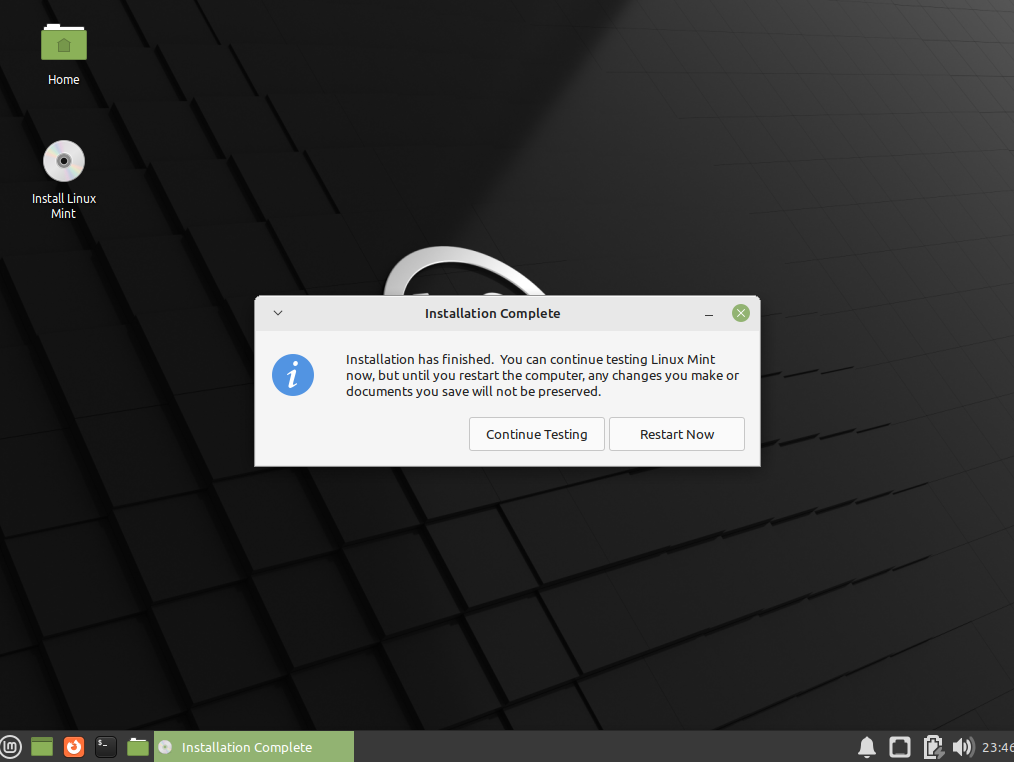 Home
Install Linux
Mint
Installation Complete
Installation has finished.  You can continue testing Linux Mint
now, but until you restart the computer, any changes you make or
documents you save will not be preserved.
Continue Testing
Restart Now
Installation Complete
23:46